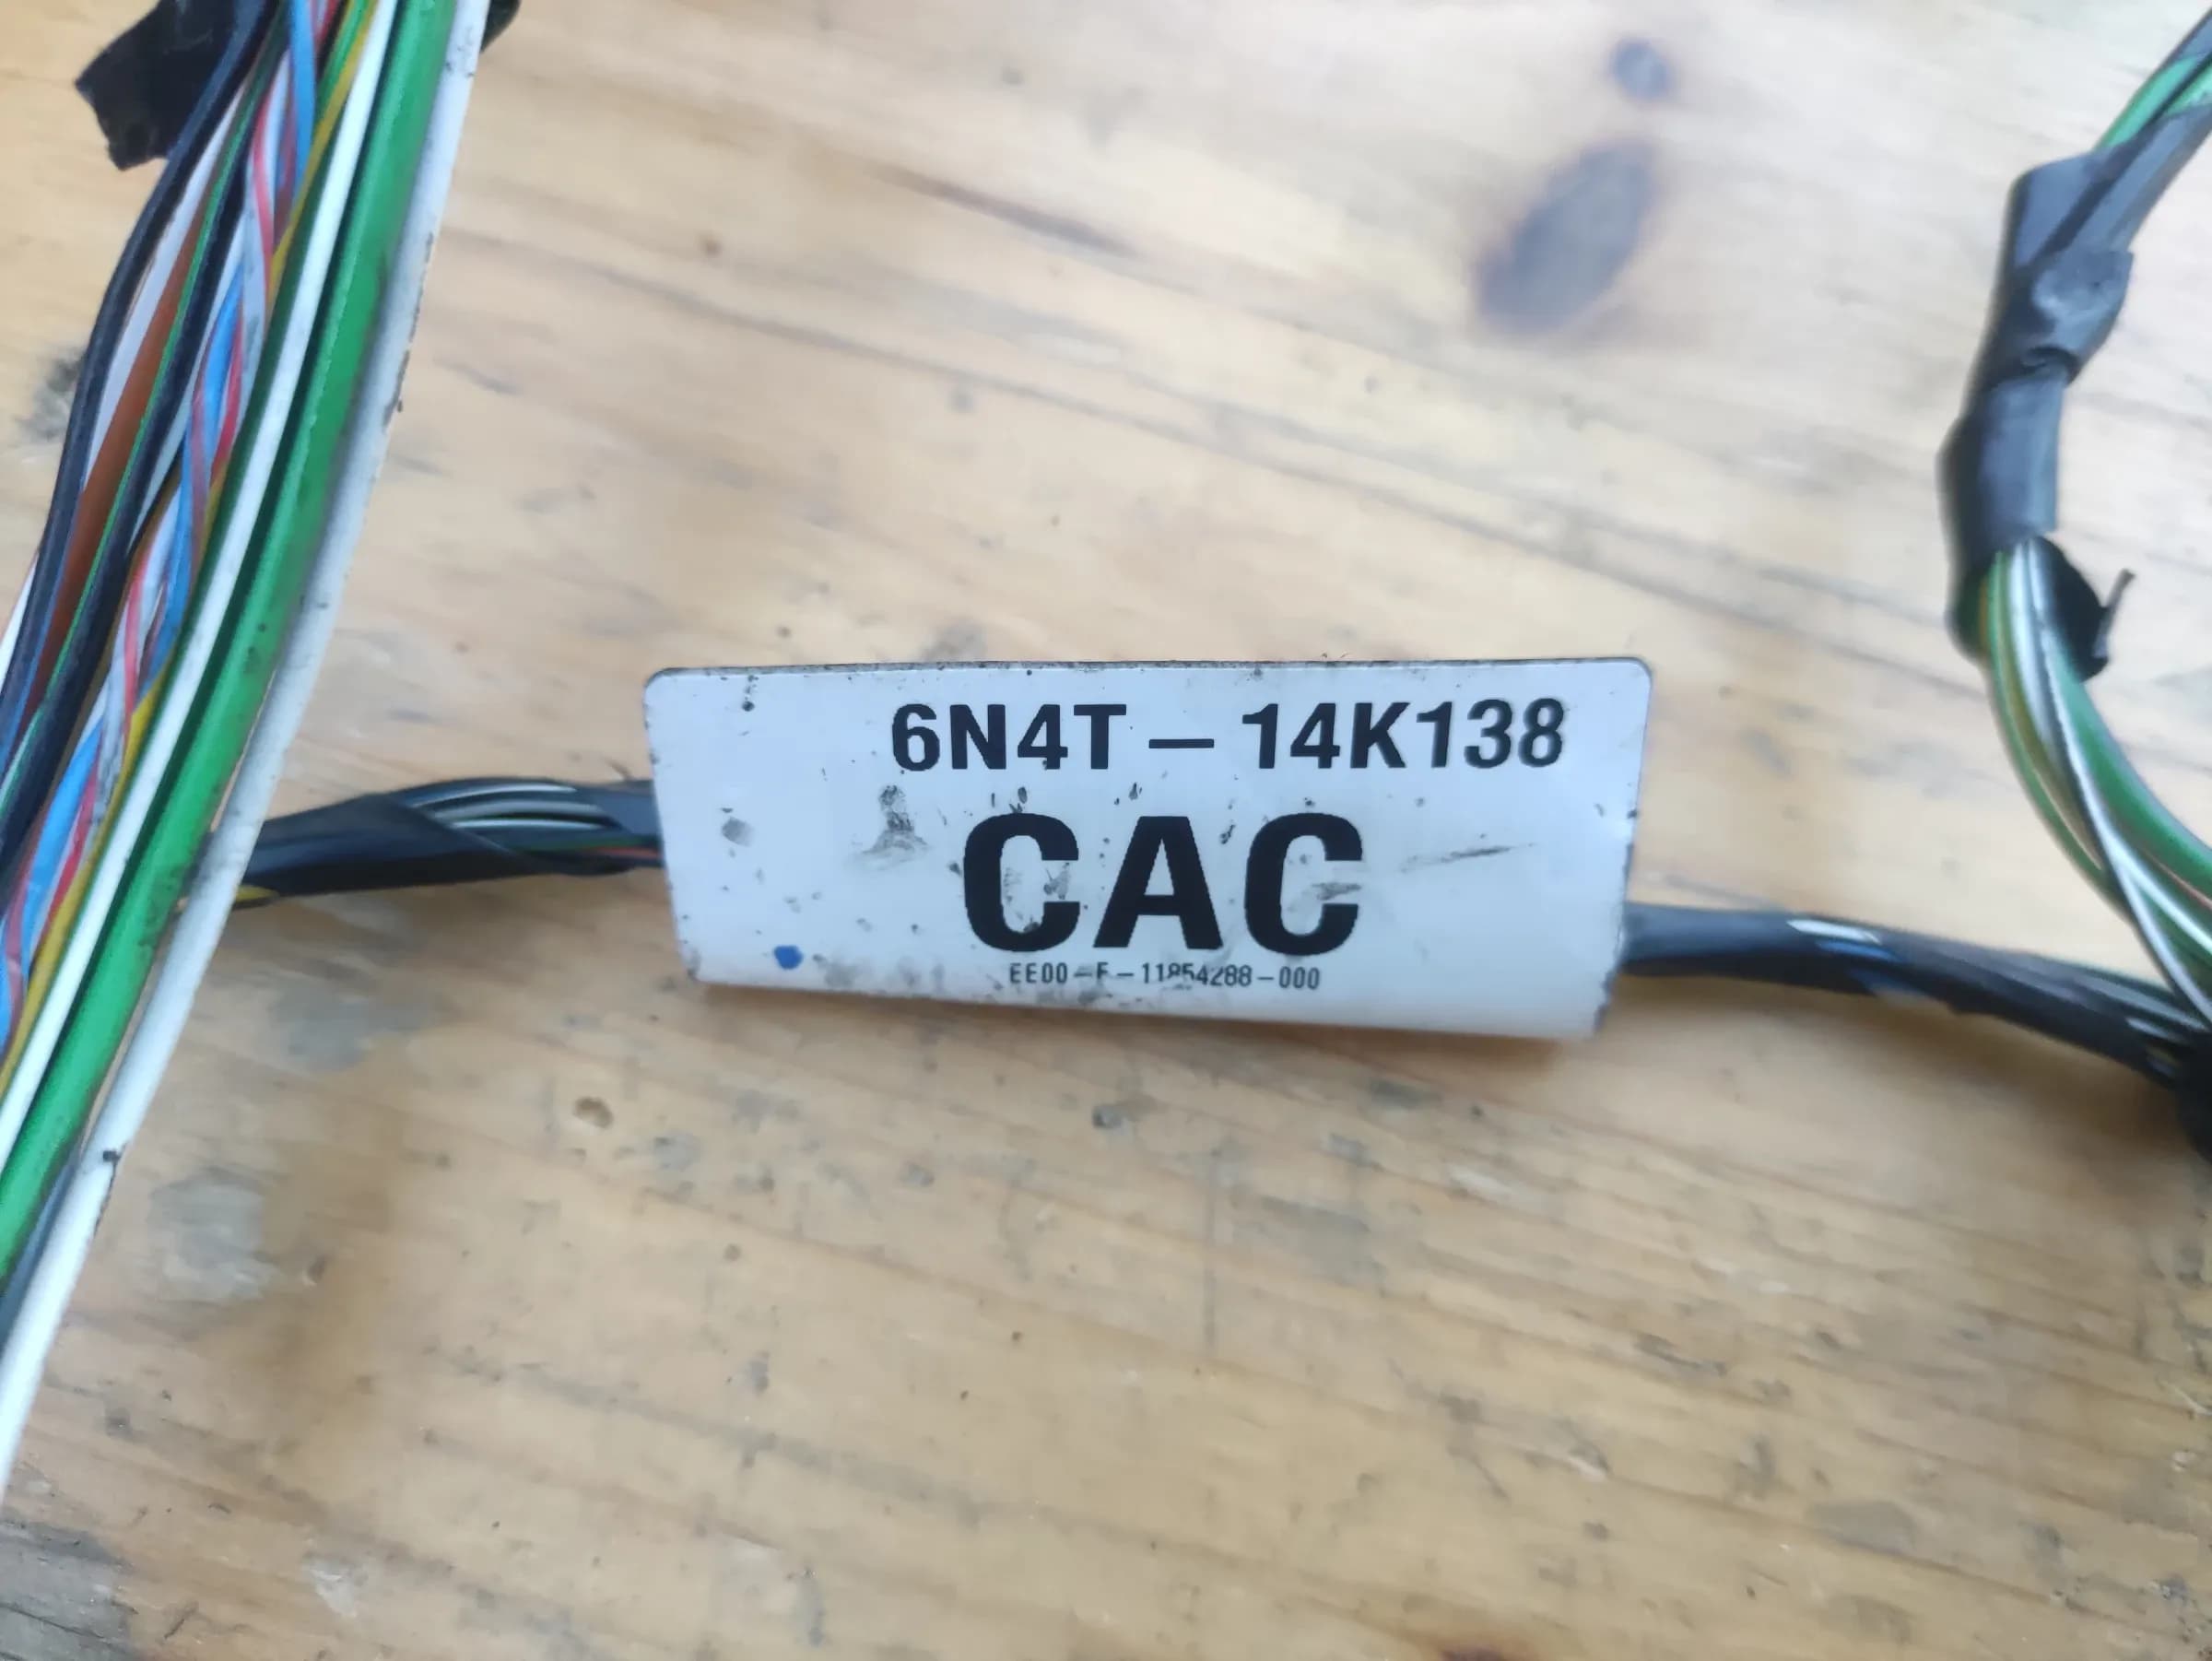 6N4T – 14K138
CAC
EE00 – F – 11854288 – 000